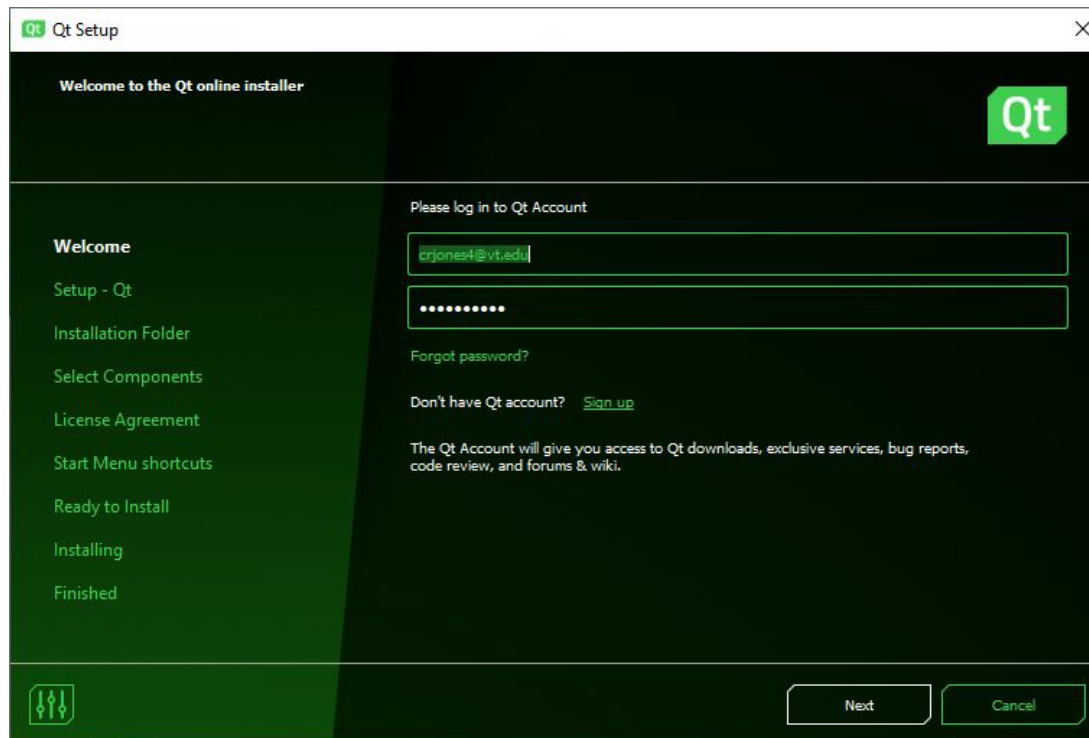 Qt Qt Setup
Welcome to the Qt online installer
Qt
Please log in to Qt Account
crjones4@vt.edu
••••••••••
Forgot password?
Don't have Qt account? Sign up
The Qt Account will give you access to Qt downloads, exclusive services, bug reports,
code review, and forums & wiki.
Welcome
Setup - Qt
Installation Folder
Select Components
License Agreement
Start Menu shortcuts
Ready to Install
Installing
Finished
Next
Cancel